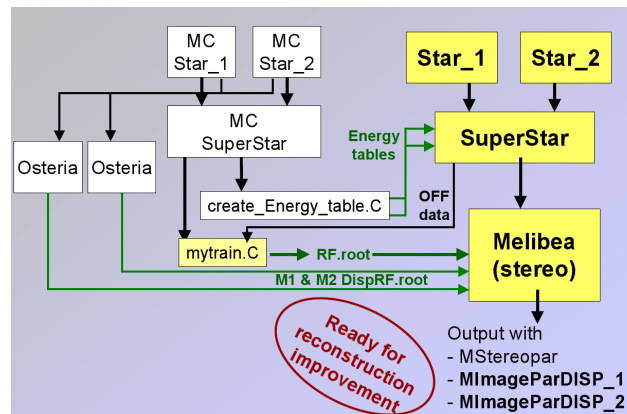 MC
Star_1
MC
Star_2
Star_1
Star_2
MC
SuperStar
Energy
tables
SuperStar
Osteria
Osteria
create_Energy_table.C
OFF
data
mytrain.C
RF.root
Melibea
(stereo)
M1 & M2 DispRF.root
Ready for
reconstruction
improvement
Output with
- MStereopar
- MImageParDISP_1
- MImageParDISP_2